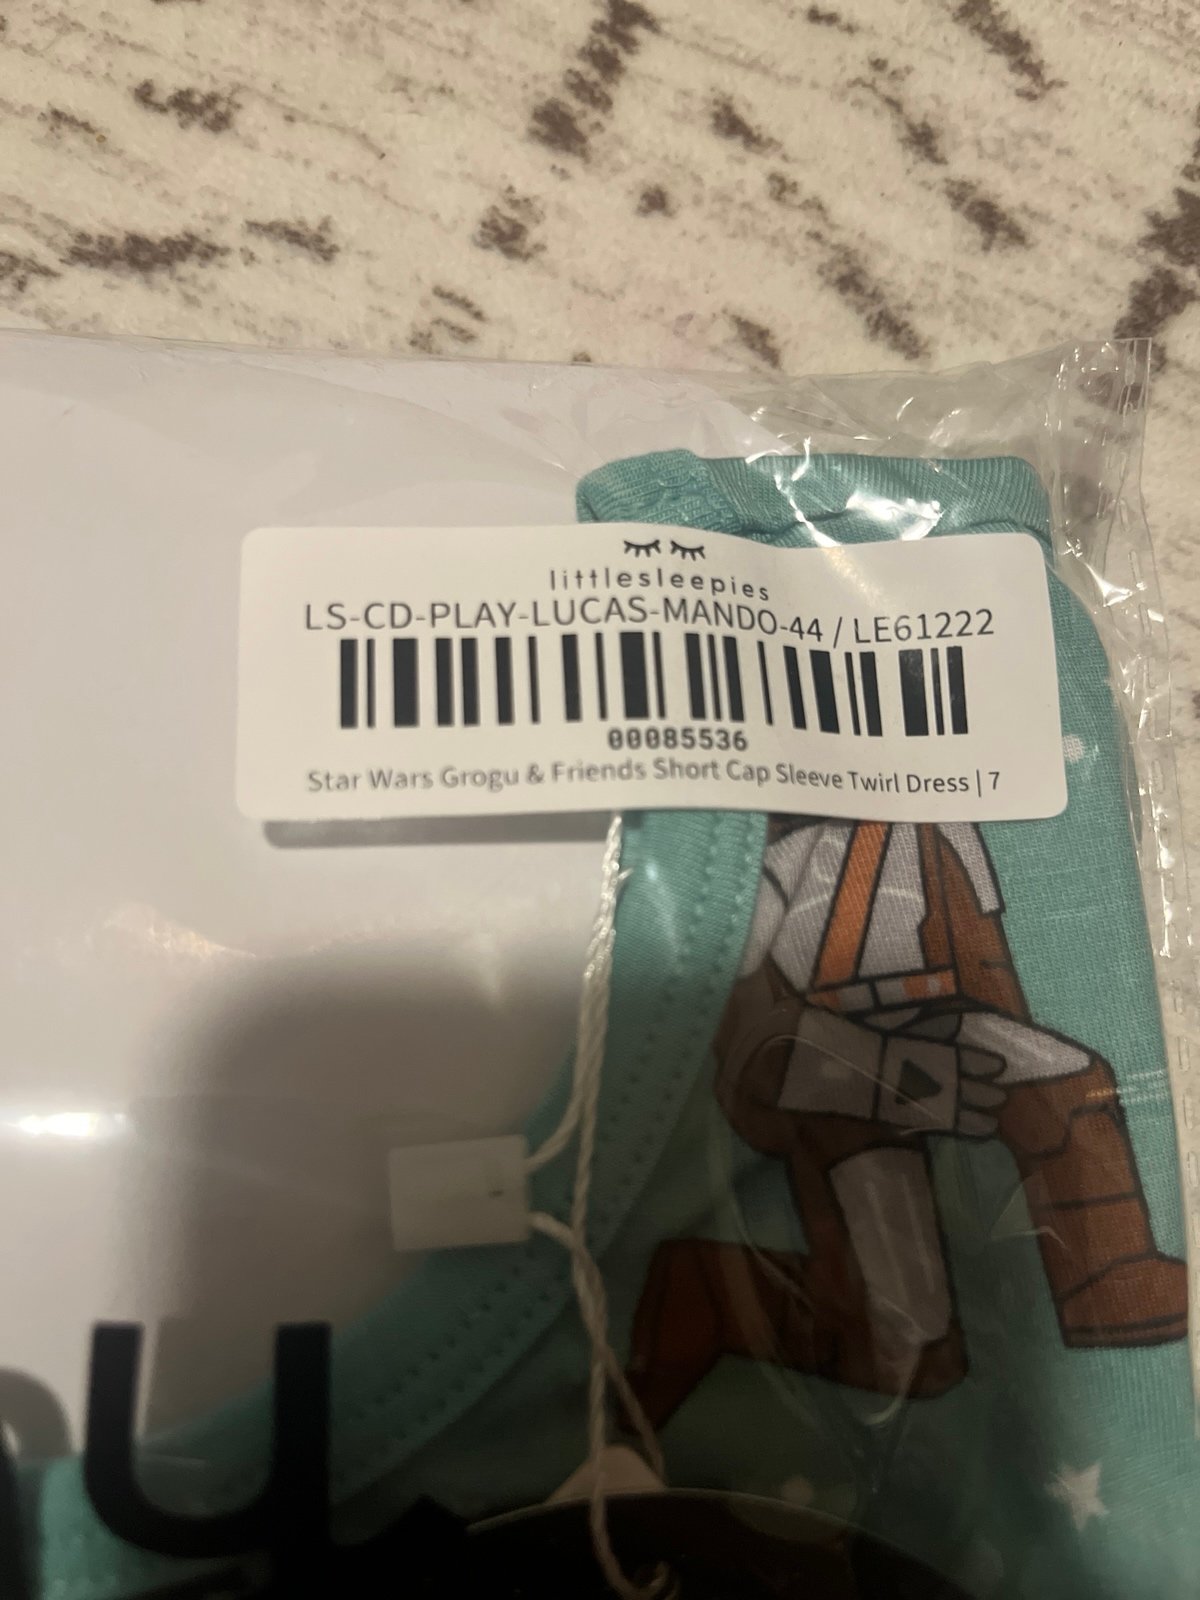 littlesleepies
LS-CD-PLAY-LUCAS-MANDO-44 / LE61222
00085536
Star Wars Grogu & Friends Short Cap Sleeve Twirl Dress | 7